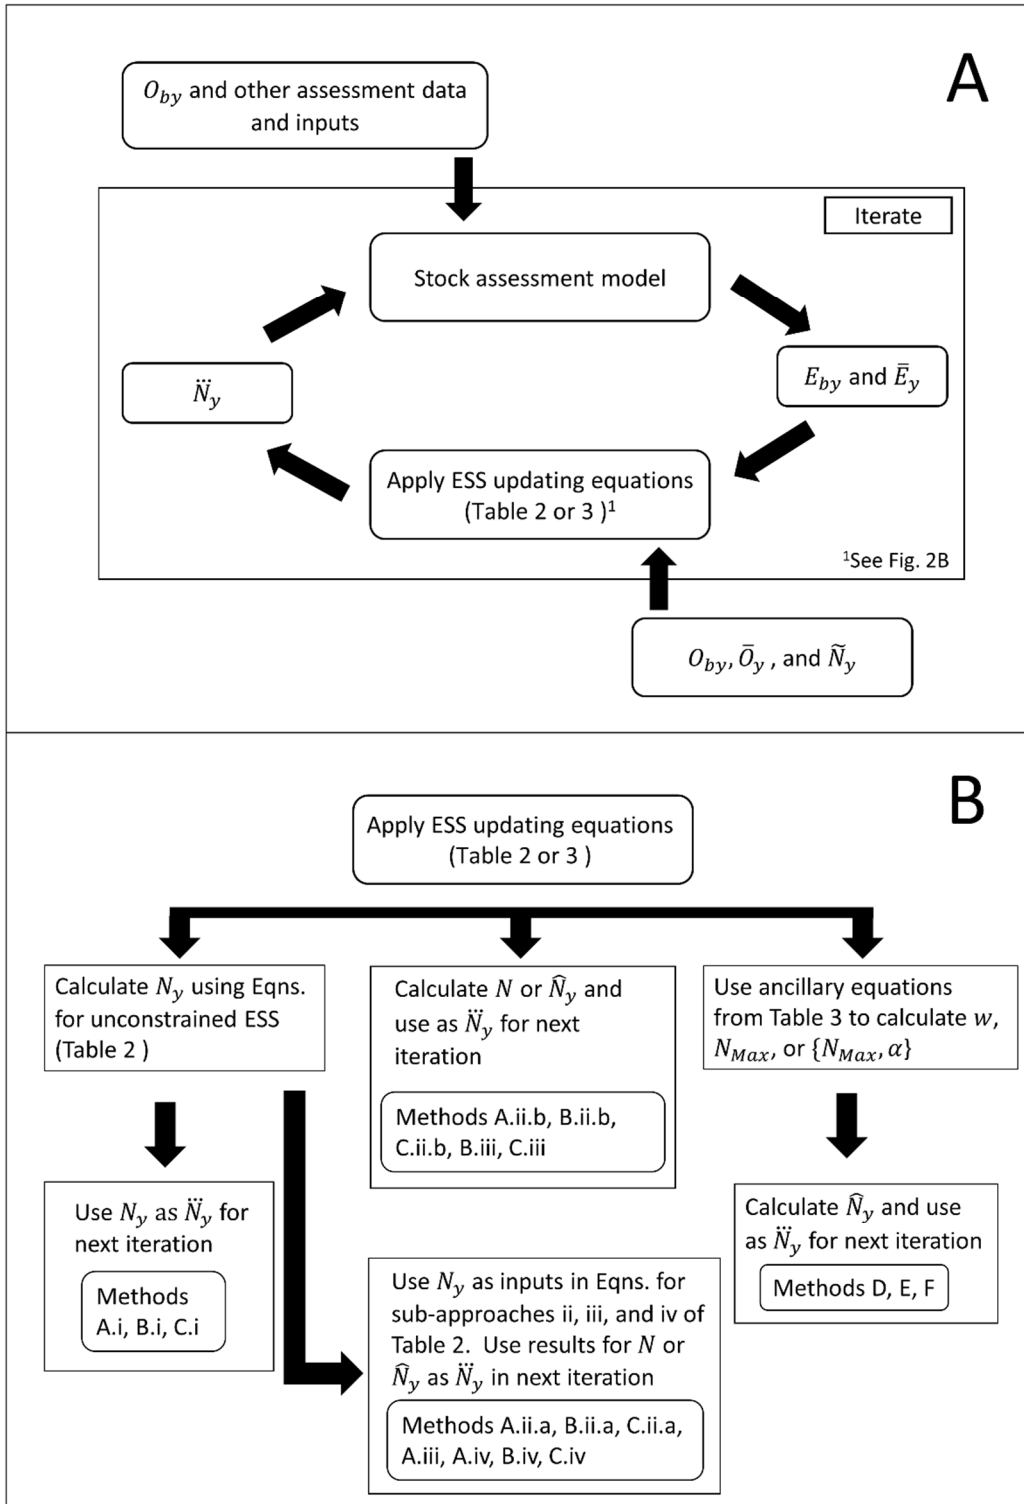 A
O_by and other assessment data
and inputs
Iterate
Stock assessment model
E_by and Ē_y
N⃛_y
Apply ESS updating equations
(Table 2 or 3 )¹
¹See Fig. 2B
O_by, Ō_y , and Ñ_y
B
Apply ESS updating equations
(Table 2 or 3 )
Calculate N_y using Eqns.
for unconstrained ESS
(Table 2 )
Calculate N or N̂_y and
use as N⃛_y for next
iteration
Methods A.ii.b, B.ii.b,
C.ii.b, B.iii, C.iii
Use ancillary equations
from Table 3 to calculate w,
N_Max, or {N_Max, α}
Use N_y as N⃛_y for
next iteration
Methods
A.i, B.i, C.i
Calculate N̂_y and use
as N⃛_y for next iteration
Methods D, E, F
Use N_y as inputs in Eqns. for
sub-approaches ii, iii, and iv of
Table 2. Use results for N or
N̂_y as N⃛_y in next iteration
Methods A.ii.a, B.ii.a, C.ii.a,
A.iii, A.iv, B.iv, C.iv